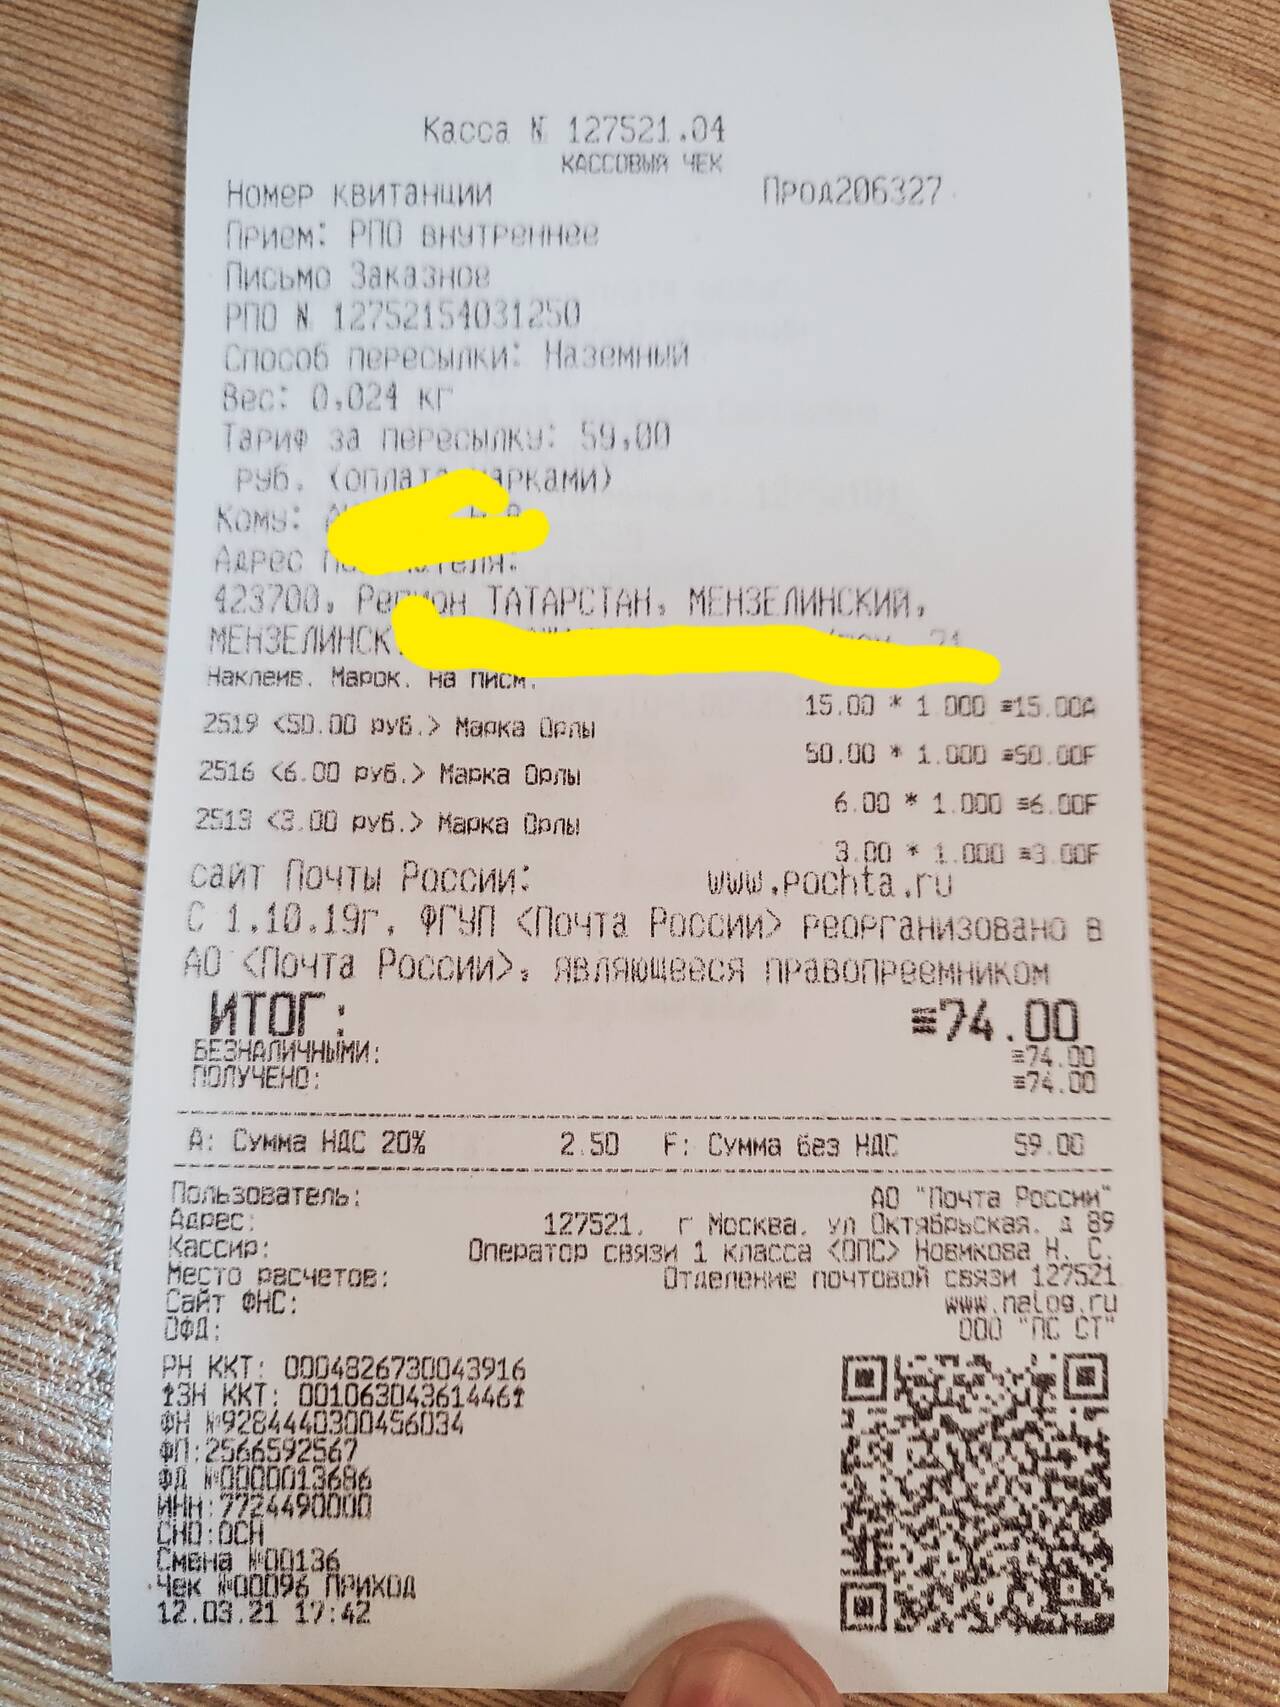 Касса № 127521.04
КАССОВЫЙ ЧЕК
Номер квитанции Прод206327
Прием: РПО внутреннее
Письмо Заказное
РПО № 12752154031250
Способ пересылки: Наземный
Вес: 0,024 кг
Тариф за пересылку: 59,00
руб. (оплата марками)
Кому:
Адрес
423700, Регион ТАТАРСТАН, МЕНЗЕЛИНСКИЙ,
МЕНЗЕЛИНСК
Наклеив. Марок. на писм.
15.00 * 1.000 ≡15.00А
2519 <50.00 руб.> Марка Орлы
50.00 * 1.000 ≡50.00F
2516 <6.00 руб.> Марка Орлы
6.00 * 1.000 ≡6.00F
2513 <3.00 руб.> Марка Орлы
3.00 * 1.000 ≡3.00F
сайт Почты России: www.pochta.ru
С 1.10.19г. ФГУП <Почта России> реорганизовано в
АО <Почта России>, являющееся правопреемником
ИТОГ: ≡74.00
БЕЗНАЛИЧНЫМИ: ≡74.00
ПОЛУЧЕНО: ≡74.00
А: Сумма НДС 20% 2.50 F: Сумма без НДС 59.00
Пользователь: АО "Почта России"
Адрес: 127521, г Москва, ул Октябрьская, д 89
Кассир: Оператор связи 1 класса <ОПС> Новикова Н. С.
Место расчетов: Отделение почтовой связи 127521
Сайт ФНС: www.nalog.ru
ОФД: ООО "ПС СТ"
РН ККТ: 0004826730043916
↑ЗН ККТ: 00106304361446↑
ФН №9284440300456034
ФП:2566592567
ФД №0000013686
ИНН:7724490000
СНО:ОСН
Смена №00136
Чек №00096 ПРИХОД
12.03.21 17:42